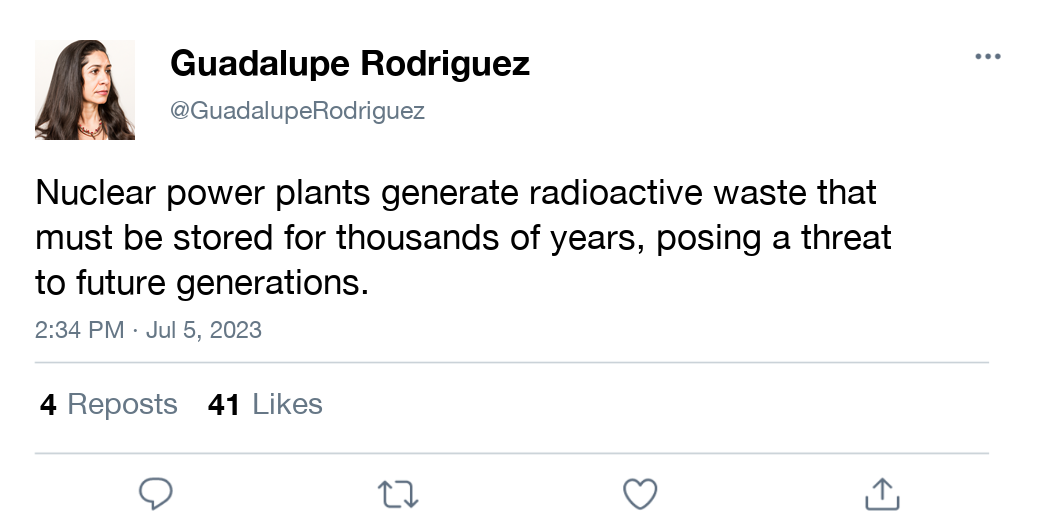 Guadalupe Rodriguez
@GuadalupeRodriguez
Nuclear power plants generate radioactive waste that
must be stored for thousands of years, posing a threat
to future generations.
2:34 PM · Jul 5, 2023
4 Reposts 41 Likes